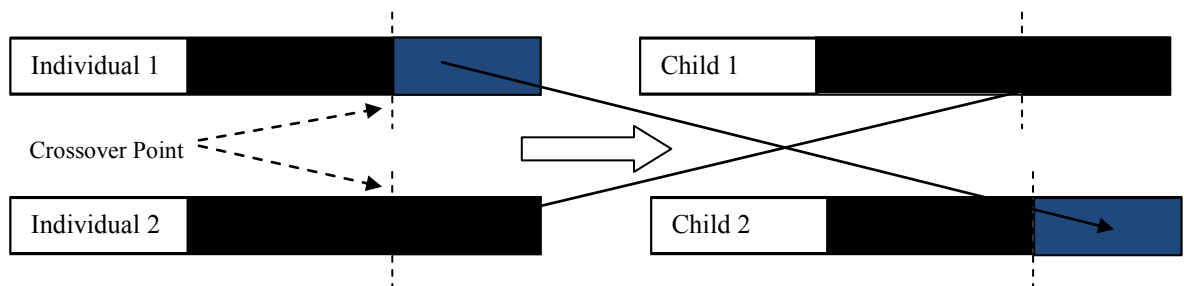 Individual 1
Child 1
Crossover Point
Individual 2
Child 2